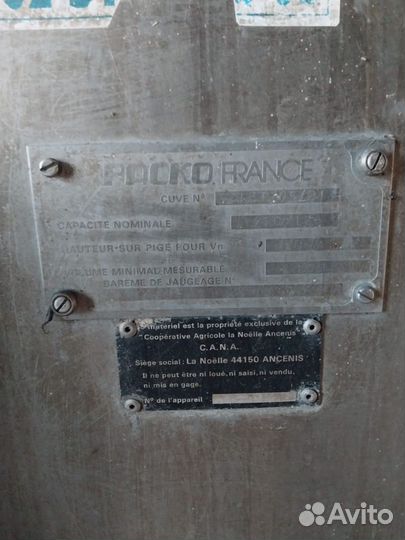 PACKO FRANCE
CUVE N°
CAPACITE NOMINALE
HAUTEUR-SUR PIGE POUR Vn
VOLUME MINIMAL MESURABLE
BAREME DE JAUGEAGE N°
Ce matériel est la propriété exclusive de la
"Coopérative Agricole la Noëlle Ancenis"
C.A.N.A.
Siège social: La Noëlle 44150 ANCENIS
Il ne peut être ni loué, ni saisi, ni vendu,
ni mis en gage.
N° de l'appareil
Avito